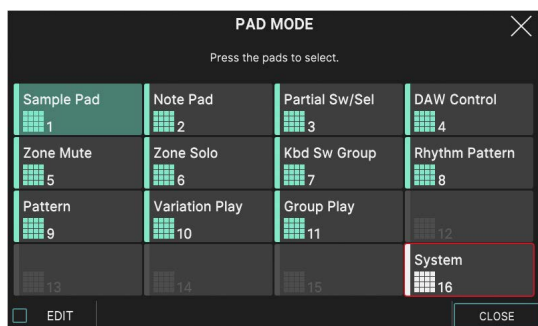 PAD MODE
Press the pads to select.
Sample Pad Note Pad Partial Sw/Sel DAW Control
1 2 3 4
Zone Mute Zone Solo Kbd Sw Group Rhythm Pattern
5 6 7 8
Pattern Variation Play Group Play
9 10 11 12
System
13 14 15 16
EDIT CLOSE